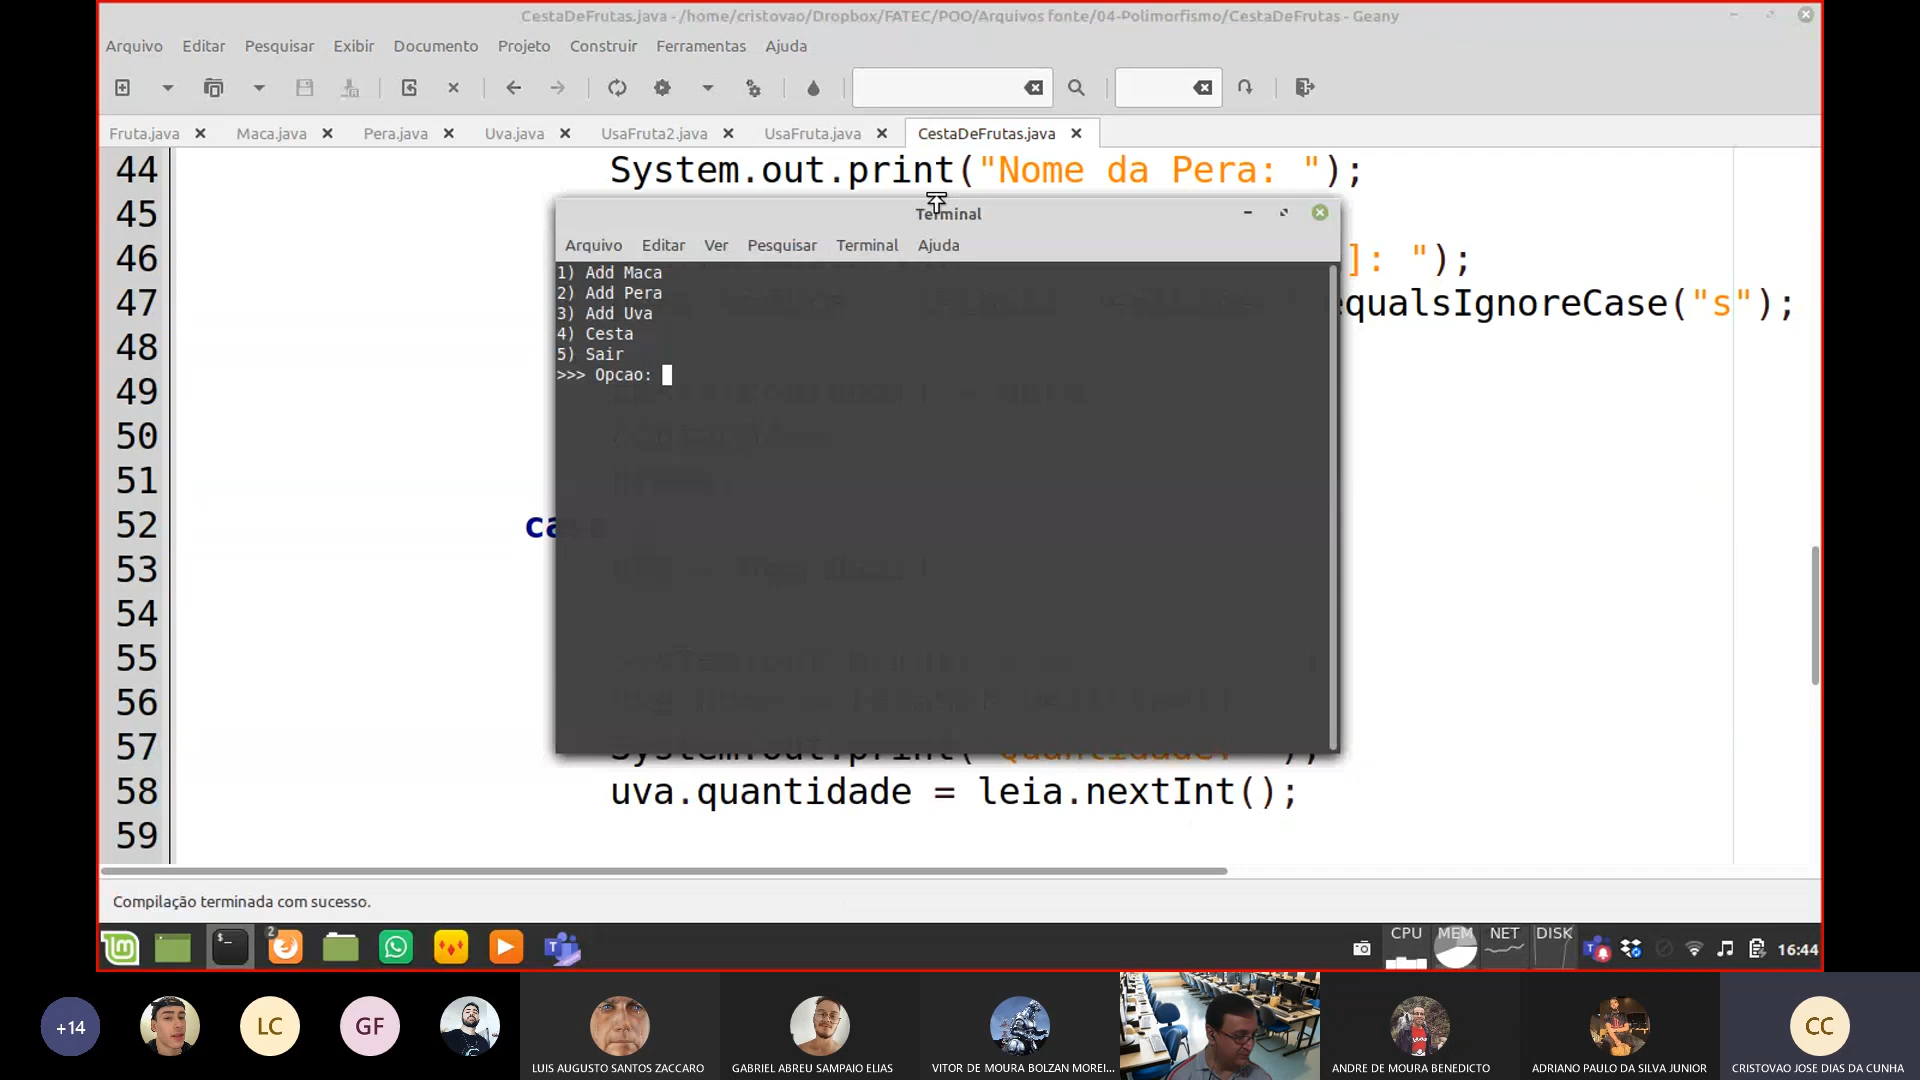 CestaDeFrutas.java - /home/cristovao/Dropbox/FATEC/POO/Arquivos fonte/04-Polimorfismo/CestaDeFrutas - Geany
Arquivo Editar Pesquisar Exibir Documento Projeto Construir Ferramentas Ajuda
Fruta.java Maca.java Pera.java Uva.java UsaFruta2.java UsaFruta.java CestaDeFrutas.java
44 System.out.print("Nome da Pera: ");
45
46 ]: ");
47 equalsIgnoreCase("s");
48
49
50
51
52 ca
53
54
55
56
57 System.out.print("Quantidade: ");
58 uva.quantidade = leia.nextInt();
59
Terminal
Arquivo Editar Ver Pesquisar Terminal Ajuda
1) Add Maca
2) Add Pera
3) Add Uva
4) Cesta
5) Sair
>>> Opcao:
Compilação terminada com sucesso.
2
CPU MEM NET DISK
16:44
+14
LC
GF
CC
LUIS AUGUSTO SANTOS ZACCARO
GABRIEL ABREU SAMPAIO ELIAS
VITOR DE MOURA BOLZAN MOREI...
ANDRE DE MOURA BENEDICTO
ADRIANO PAULO DA SILVA JUNIOR
CRISTOVAO JOSE DIAS DA CUNHA